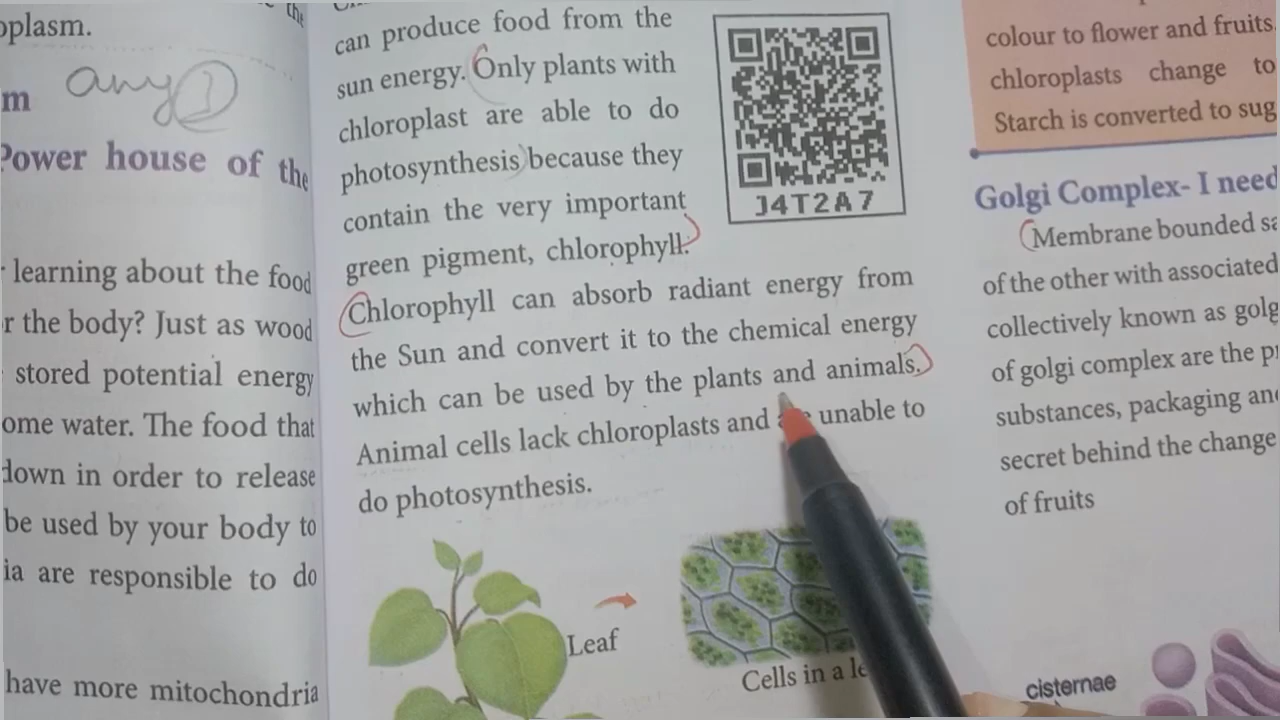 oplasm.
any 1
m
Power house of the
learning about the food
r the body? Just as wood
stored potential energy
ome water. The food that
down in order to release
be used by your body to
ia are responsible to do
have more mitochondria
can produce food from the
sun energy. Only plants with
chloroplast are able to do
photosynthesis because they
contain the very important
green pigment, chlorophyll.
Chlorophyll can absorb radiant energy from
the Sun and convert it to the chemical energy
which can be used by the plants and animals.
Animal cells lack chloroplasts and unable to
do photosynthesis.
J4T2A7
Leaf
Cells in a le
colour to flower and fruits.
chloroplasts change to
Starch is converted to sug
Golgi Complex- I need
Membrane bounded sa
of the other with associated
collectively known as golg
of golgi complex are the p
substances, packaging an
secret behind the change
of fruits
cisternae